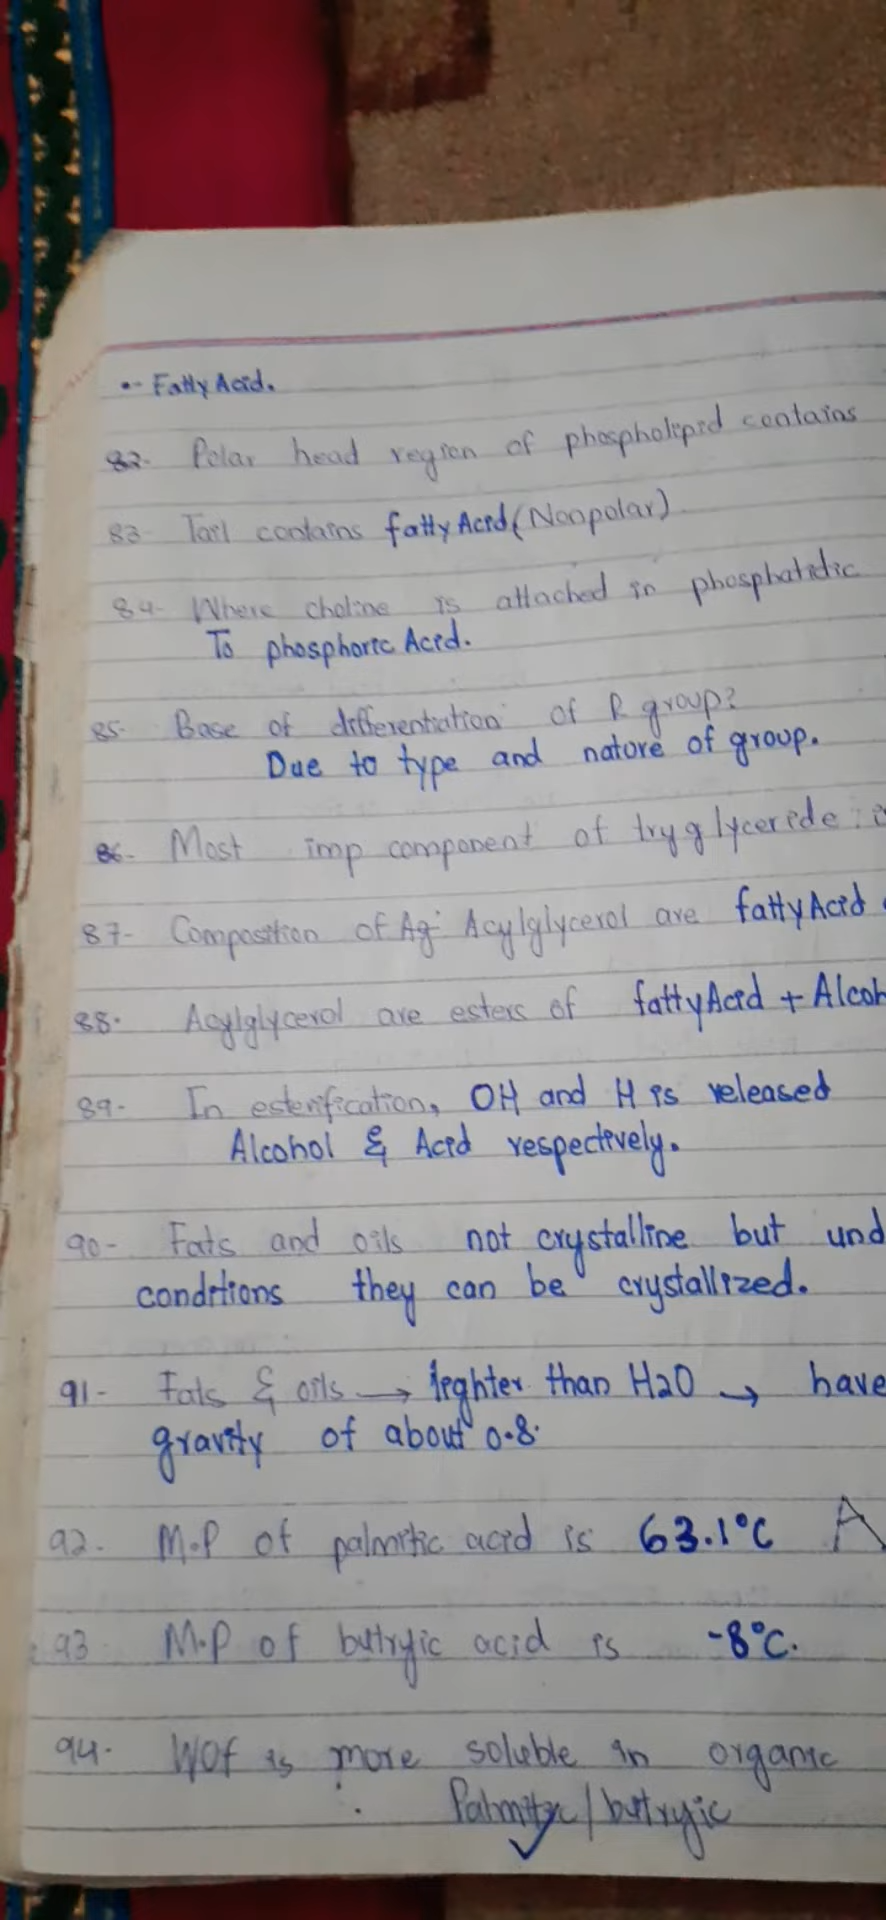 •- Fatty Acid.
82- Polar head region of phospholipid contains
83- Tail contains fatty Acid (Nonpolar)
84- Where choline is attached in phosphatidic
To phosphoric Acid.
85- Base of differentiation of R group?
Due to type and nature of group.
86- Most imp component of tryglyceride :
87- Composition of Ag Acylglycerol are fatty Acid
88- Acylglycerol are esters of fatty Acid + Alcoh
89- In esterification, OH and H is released
Alcohol & Acid respectively.
90- Fats and oils not crystalline but und
conditions they can be crystallized.
91- Fats & oils → leghter than H2O → have
gravity of about 0.8.
92- M.P of palmitic acid is 63.1°C A
93 M.P of butryic acid is -8°C.
94- Wof is more soluble in organic
Palmitic / butryic